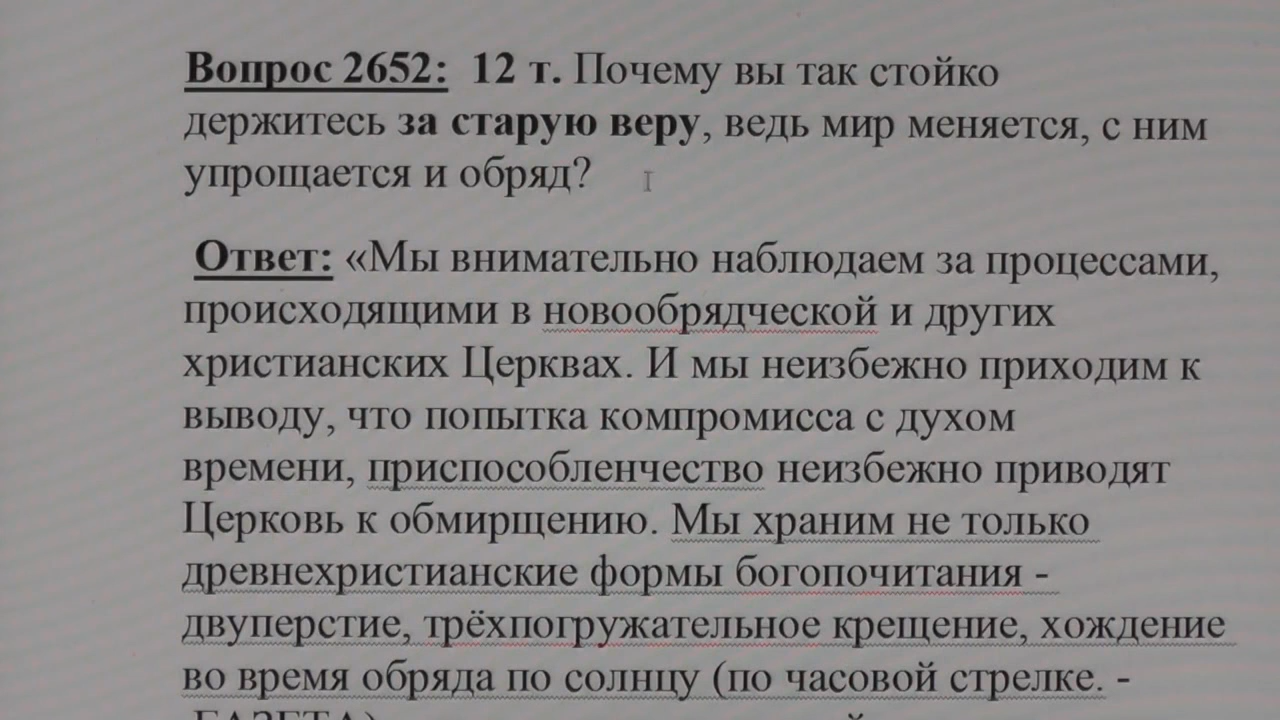 Вопрос 2652: 12 т. Почему вы так стойко
держитесь за старую веру, ведь мир меняется, с ним
упрощается и обряд?
Ответ: «Мы внимательно наблюдаем за процессами,
происходящими в новообрядческой и других
христианских Церквах. И мы неизбежно приходим к
выводу, что попытка компромисса с духом
времени, приспособленчество неизбежно приводят
Церковь к обмирщению. Мы храним не только
древнехристианские формы богопочитания -
двуперстие, трёхпогружательное крещение, хождение
во время обряда по солнцу (по часовой стрелке. -
ГАЗЕТА)